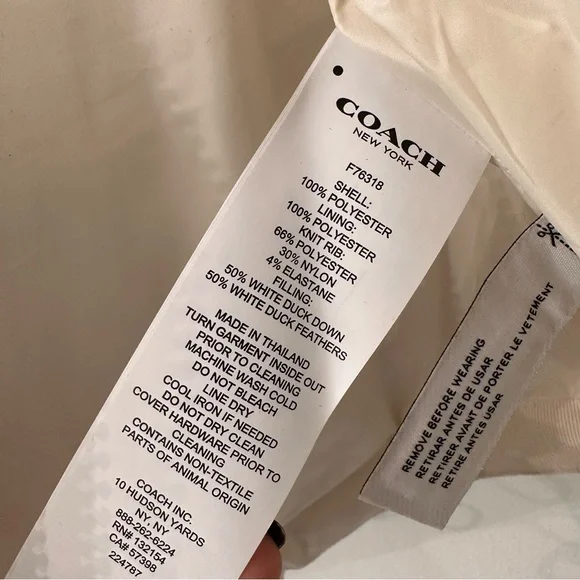 COACH
NEW YORK
F76318
SHELL:
100% POLYESTER
LINING:
100% POLYESTER
KNIT RIB:
66% POLYESTER
30% NYLON
4% ELASTANE
FILLING:
50% WHITE DUCK DOWN
50% WHITE DUCK FEATHERS
MADE IN THAILAND
TURN GARMENT INSIDE OUT
PRIOR TO CLEANING
MACHINE WASH COLD
DO NOT BLEACH
LINE DRY
COOL IRON IF NEEDED
DO NOT DRY CLEAN
COVER HARDWARE PRIOR TO
CLEANING
CONTAINS NON-TEXTILE
PARTS OF ANIMAL ORIGIN
COACH INC.
10 HUDSON YARDS
NY, NY
888-262-6224
RN# 132154
CA# 57398
224787
REMOVE BEFORE WEARING
RETIRAR ANTES DE USAR
RETIRER AVANT DE PORTER LE VETEMENT
RETIRE ANTES USAR